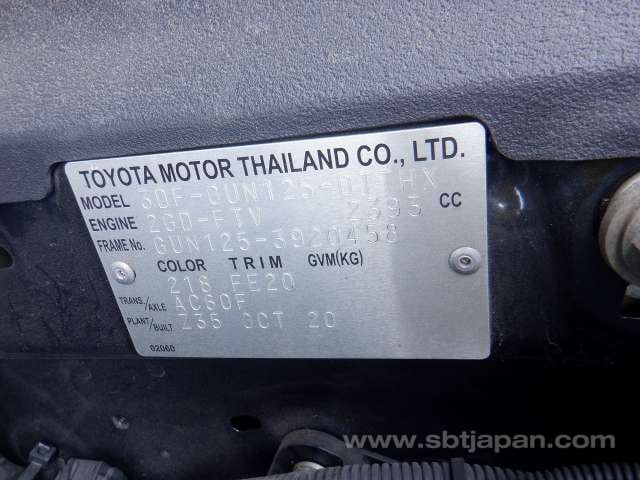 TOYOTA MOTOR THAILAND CO., LTD.
MODEL 3DF-GUN125-DTTHX
ENGINE 2GD-FTV 2393 CC
FRAME No. GUN125-3920458
COLOR TRIM GVM(KG)
218 FE20
TRANS./AXLE AC60F
PLANT/BUILT Z35 OCT 20
02060
www.sbtjapan.com